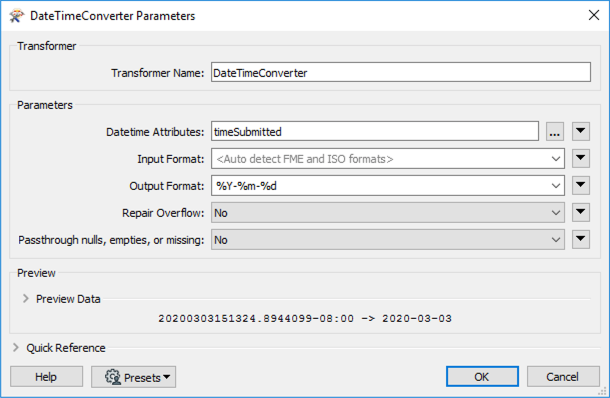 DateTimeConverter Parameters
Transformer
Transformer Name: DateTimeConverter
Parameters
Datetime Attributes: timeSubmitted ...
Input Format: <Auto detect FME and ISO formats>
Output Format: %Y-%m-%d
Repair Overflow: No
Passthrough nulls, empties, or missing: No
Preview
Preview Data
20200303151324.8944099-08:00 -> 2020-03-03
Quick Reference
Help Presets OK Cancel